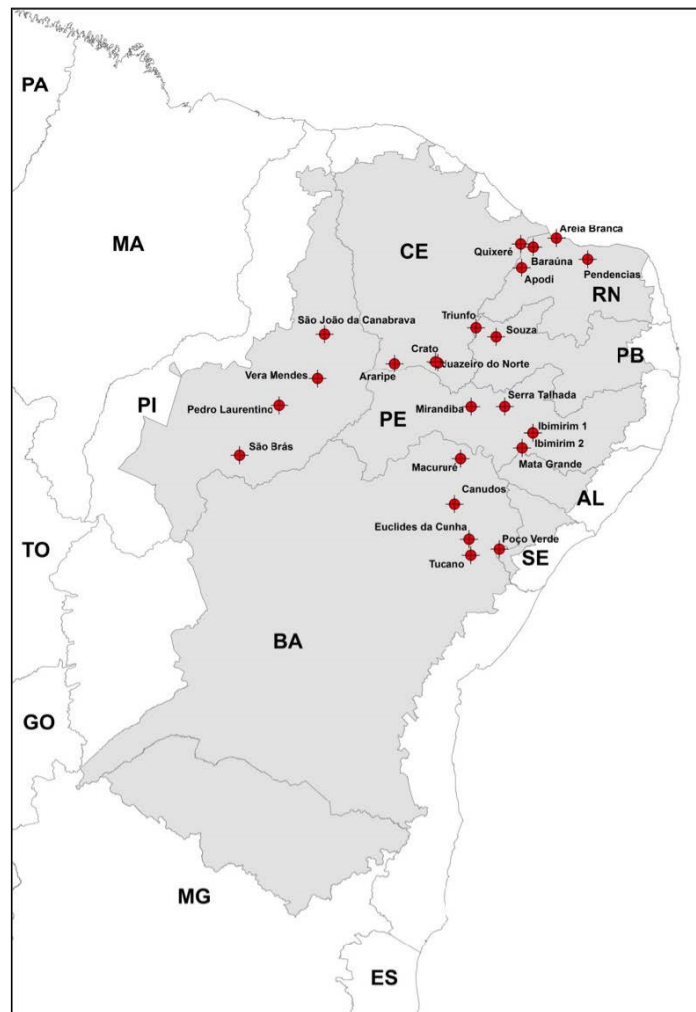 PA
MA
CE
Areia Branca
Quixeré
Baraúna
Pendencias
Apodi
RN
São João da Canabrava
Triunfo
Souza
Crato
PB
Juazeiro do Norte
Araripe
Vera Mendes
PI
Pedro Laurentino
PE
Mirandiba
Serra Talhada
Ibimirim 1
Ibimirim 2
São Brás
Macururé
Mata Grande
AL
Canudos
Euclides da Cunha
Poço Verde
TO
SE
Tucano
BA
GO
MG
ES